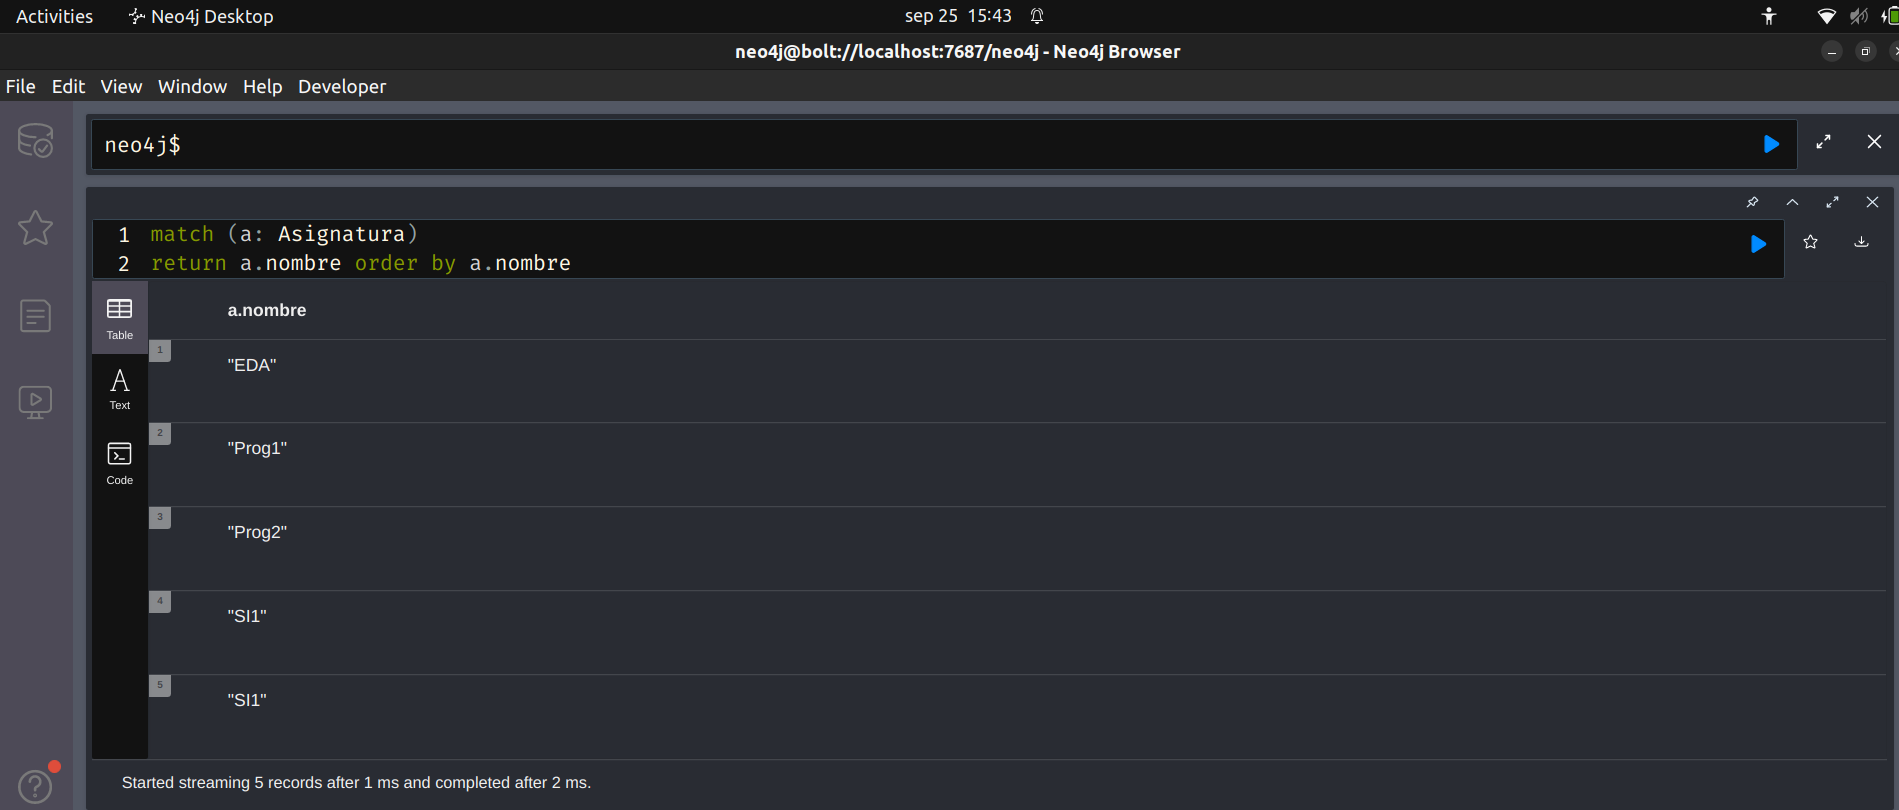 Activities Neo4j Desktop sep 25 15:43
neo4j@bolt://localhost:7687/neo4j - Neo4j Browser
File Edit View Window Help Developer
neo4j$
1 match (a: Asignatura)
2 return a.nombre order by a.nombre
Table
Text
Code
a.nombre
1
"EDA"
2
"Prog1"
3
"Prog2"
4
"SI1"
5
"SI1"
Started streaming 5 records after 1 ms and completed after 2 ms.